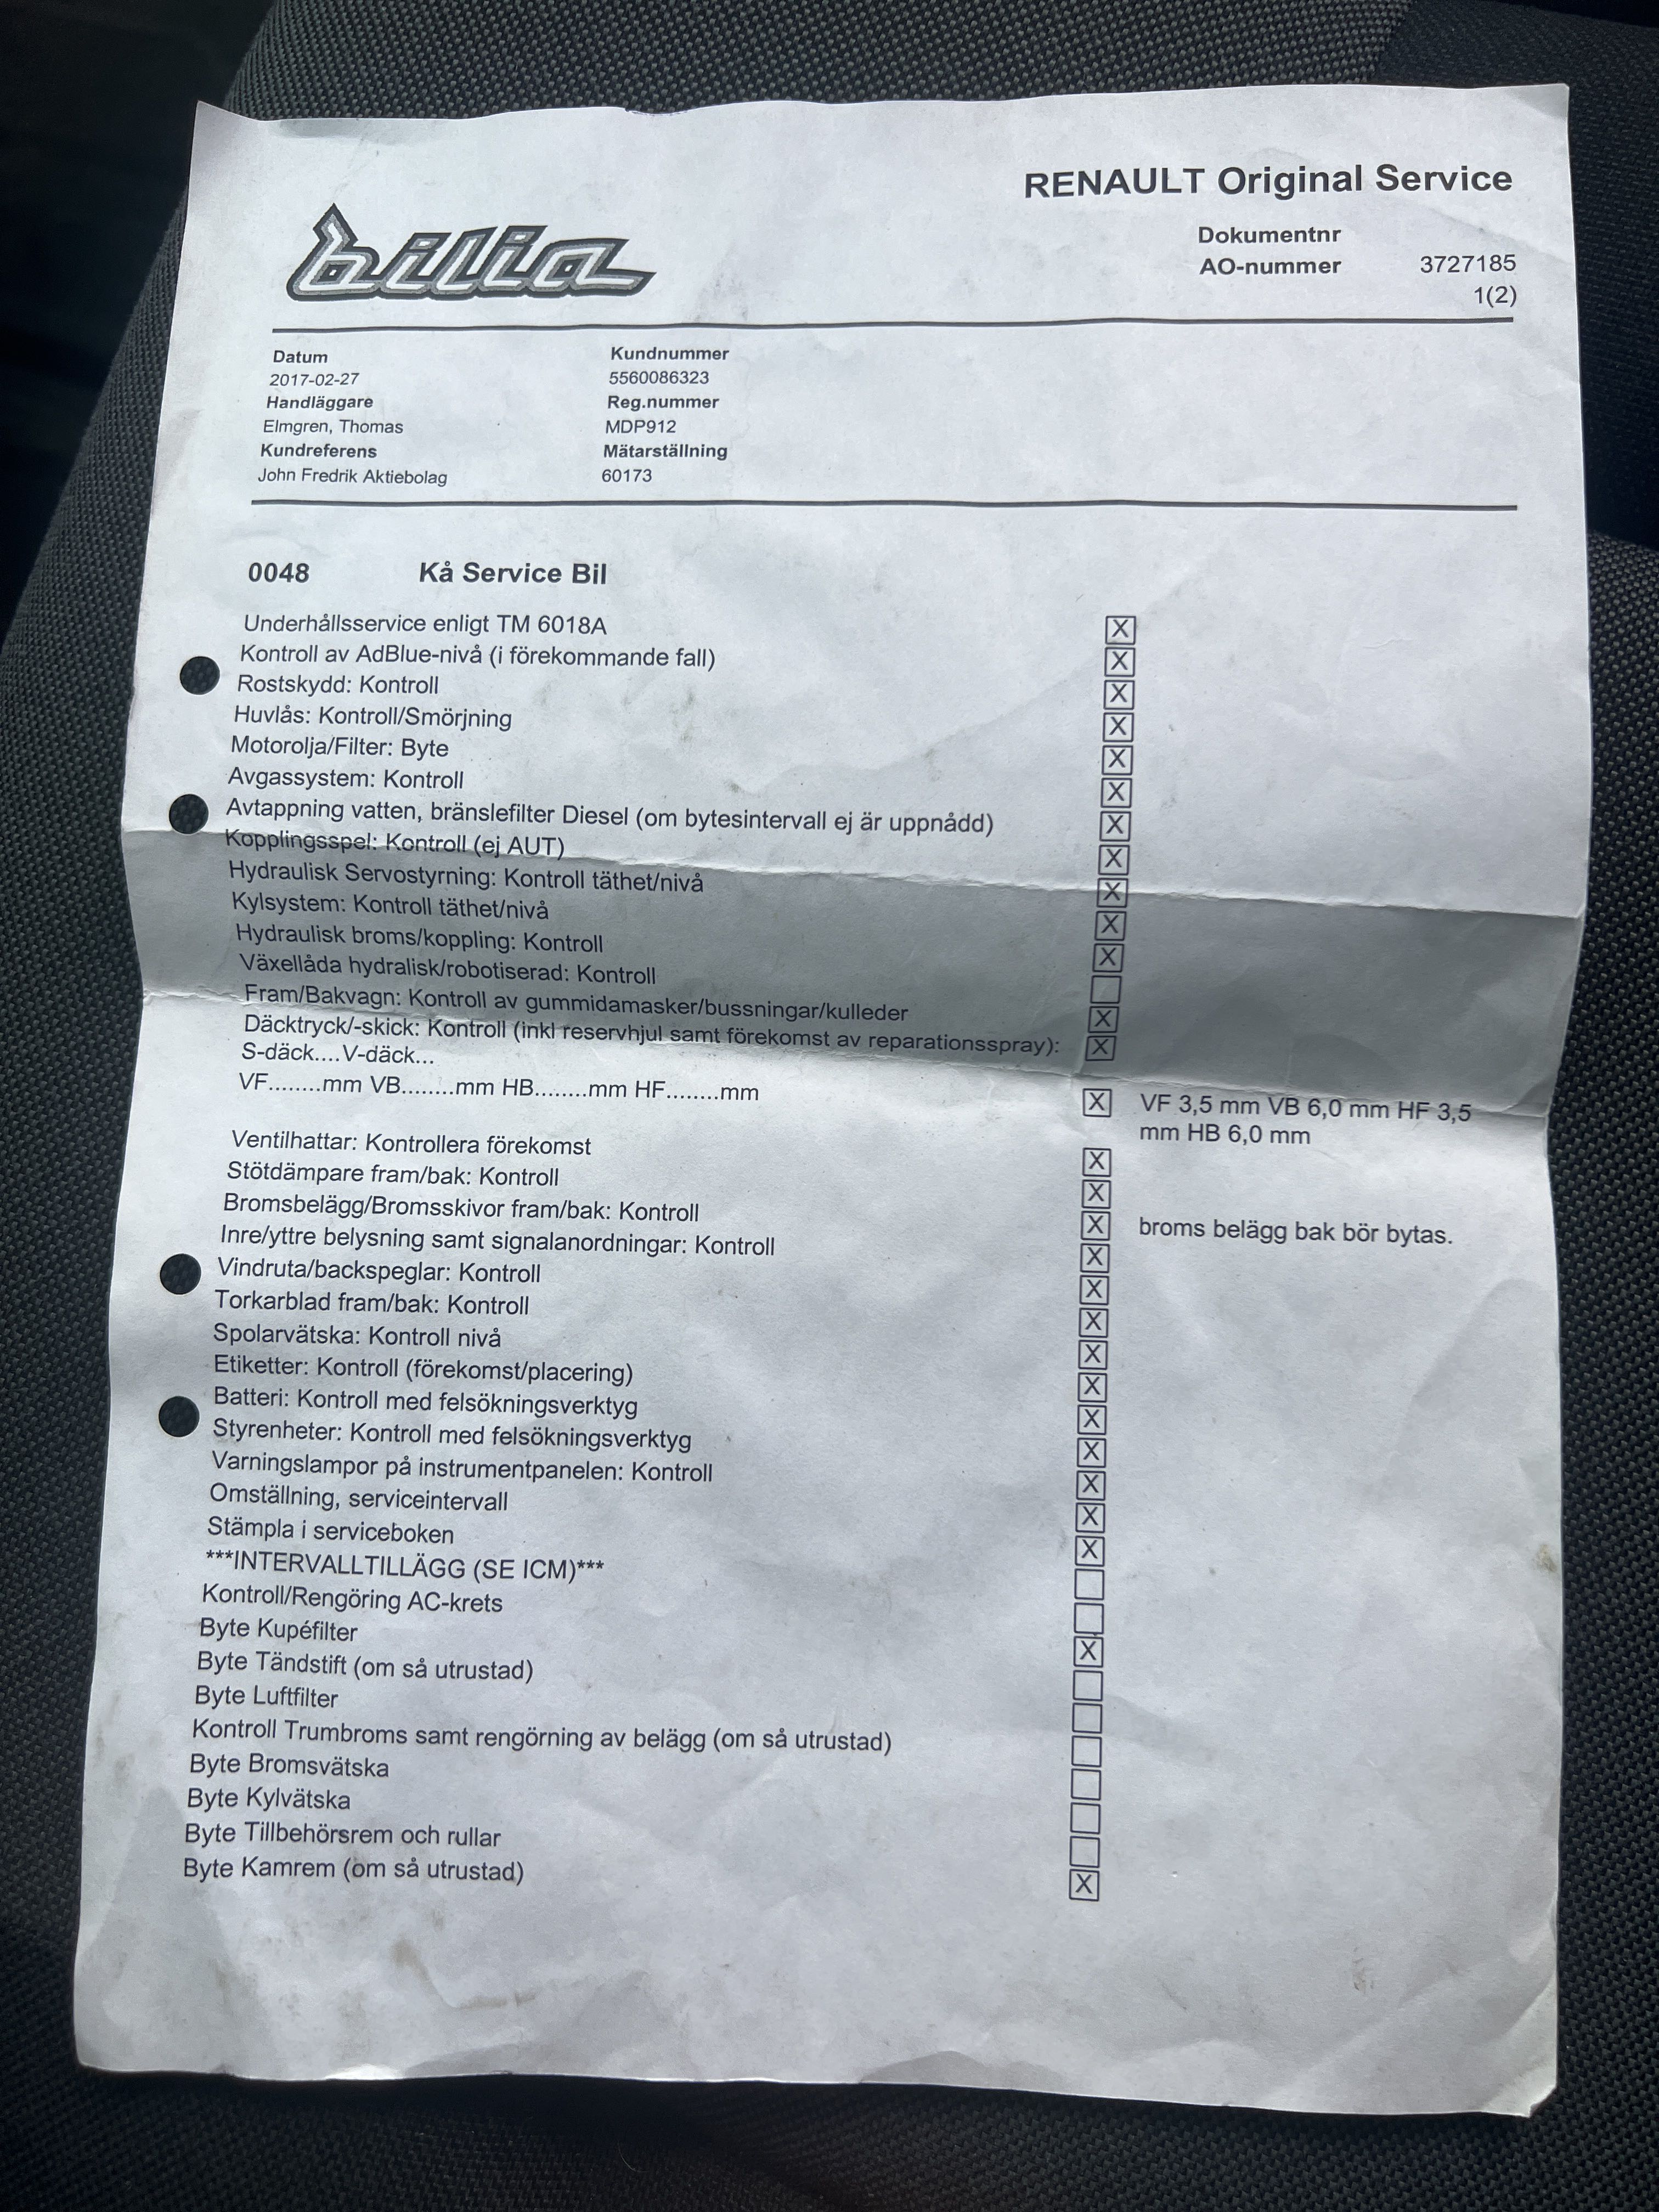 RENAULT Original Service
bilia
Dokumentnr
AO-nummer 3727185
1(2)
Datum Kundnummer
2017-02-27 5560086323
Handläggare Reg.nummer
Elmgren, Thomas MDP912
Kundreferens Mätarställning
John Fredrik Aktiebolag 60173
0048 Kå Service Bil
Underhållsservice enligt TM 6018A X
Kontroll av AdBlue-nivå (i förekommande fall) X
Rostskydd: Kontroll X
Huvlås: Kontroll/Smörjning X
Motorolja/Filter: Byte X
Avgassystem: Kontroll X
Avtappning vatten, bränslefilter Diesel (om bytesintervall ej är uppnådd) X
Kopplingsspel: Kontroll (ej AUT) X
Hydraulisk Servostyrning: Kontroll täthet/nivå X
Kylsystem: Kontroll täthet/nivå X
Hydraulisk broms/koppling: Kontroll X
Växellåda hydralisk/robotiserad: Kontroll
Fram/Bakvagn: Kontroll av gummidamasker/bussningar/kulleder X
Däcktryck/-skick: Kontroll (inkl reservhjul samt förekomst av reparationsspray): X
S-däck....V-däck...
VF........mm VB........mm HB........mm HF........mm X VF 3,5 mm VB 6,0 mm HF 3,5
mm HB 6,0 mm
Ventilhattar: Kontrollera förekomst X
Stötdämpare fram/bak: Kontroll X
Bromsbelägg/Bromsskivor fram/bak: Kontroll X broms belägg bak bör bytas.
Inre/yttre belysning samt signalanordningar: Kontroll X
Vindruta/backspeglar: Kontroll X
Torkarblad fram/bak: Kontroll X
Spolarvätska: Kontroll nivå X
Etiketter: Kontroll (förekomst/placering) X
Batteri: Kontroll med felsökningsverktyg X
Styrenheter: Kontroll med felsökningsverktyg X
Varningslampor på instrumentpanelen: Kontroll X
Omställning, serviceintervall X
Stämpla i serviceboken X
***INTERVALLTILLÄGG (SE ICM)***
Kontroll/Rengöring AC-krets
Byte Kupéfilter X
Byte Tändstift (om så utrustad)
Byte Luftfilter
Kontroll Trumbroms samt rengörning av belägg (om så utrustad)
Byte Bromsvätska
Byte Kylvätska
Byte Tillbehörsrem och rullar
Byte Kamrem (om så utrustad) X